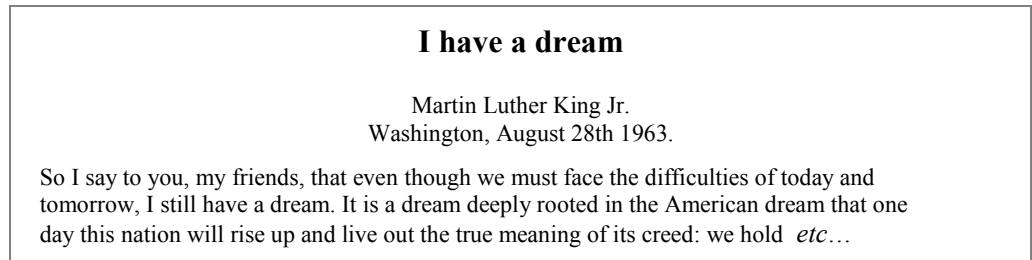 I have a dream
Martin Luther King Jr.
Washington, August 28th 1963.
So I say to you, my friends, that even though we must face the difficulties of today and
tomorrow, I still have a dream. It is a dream deeply rooted in the American dream that one
day this nation will rise up and live out the true meaning of its creed: we hold etc…